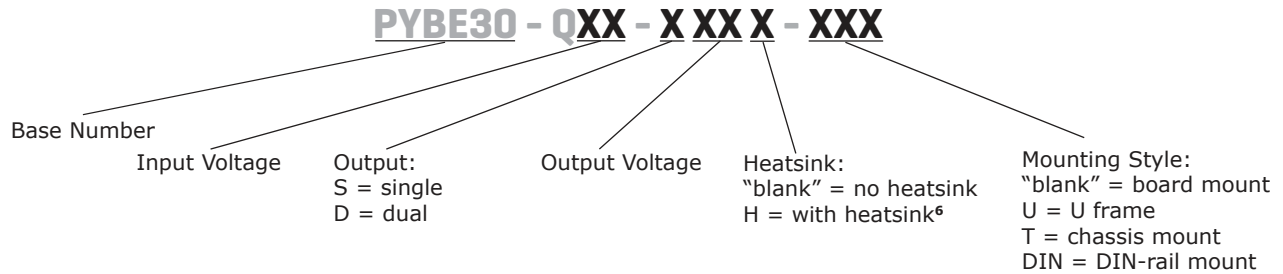 PYBE30 - QXX - X XX X - XXX
Base Number
Input Voltage
Output:
S = single
D = dual
Output Voltage
Heatsink:
"blank" = no heatsink
H = with heatsink⁶
Mounting Style:
"blank" = board mount
U = U frame
T = chassis mount
DIN = DIN-rail mount